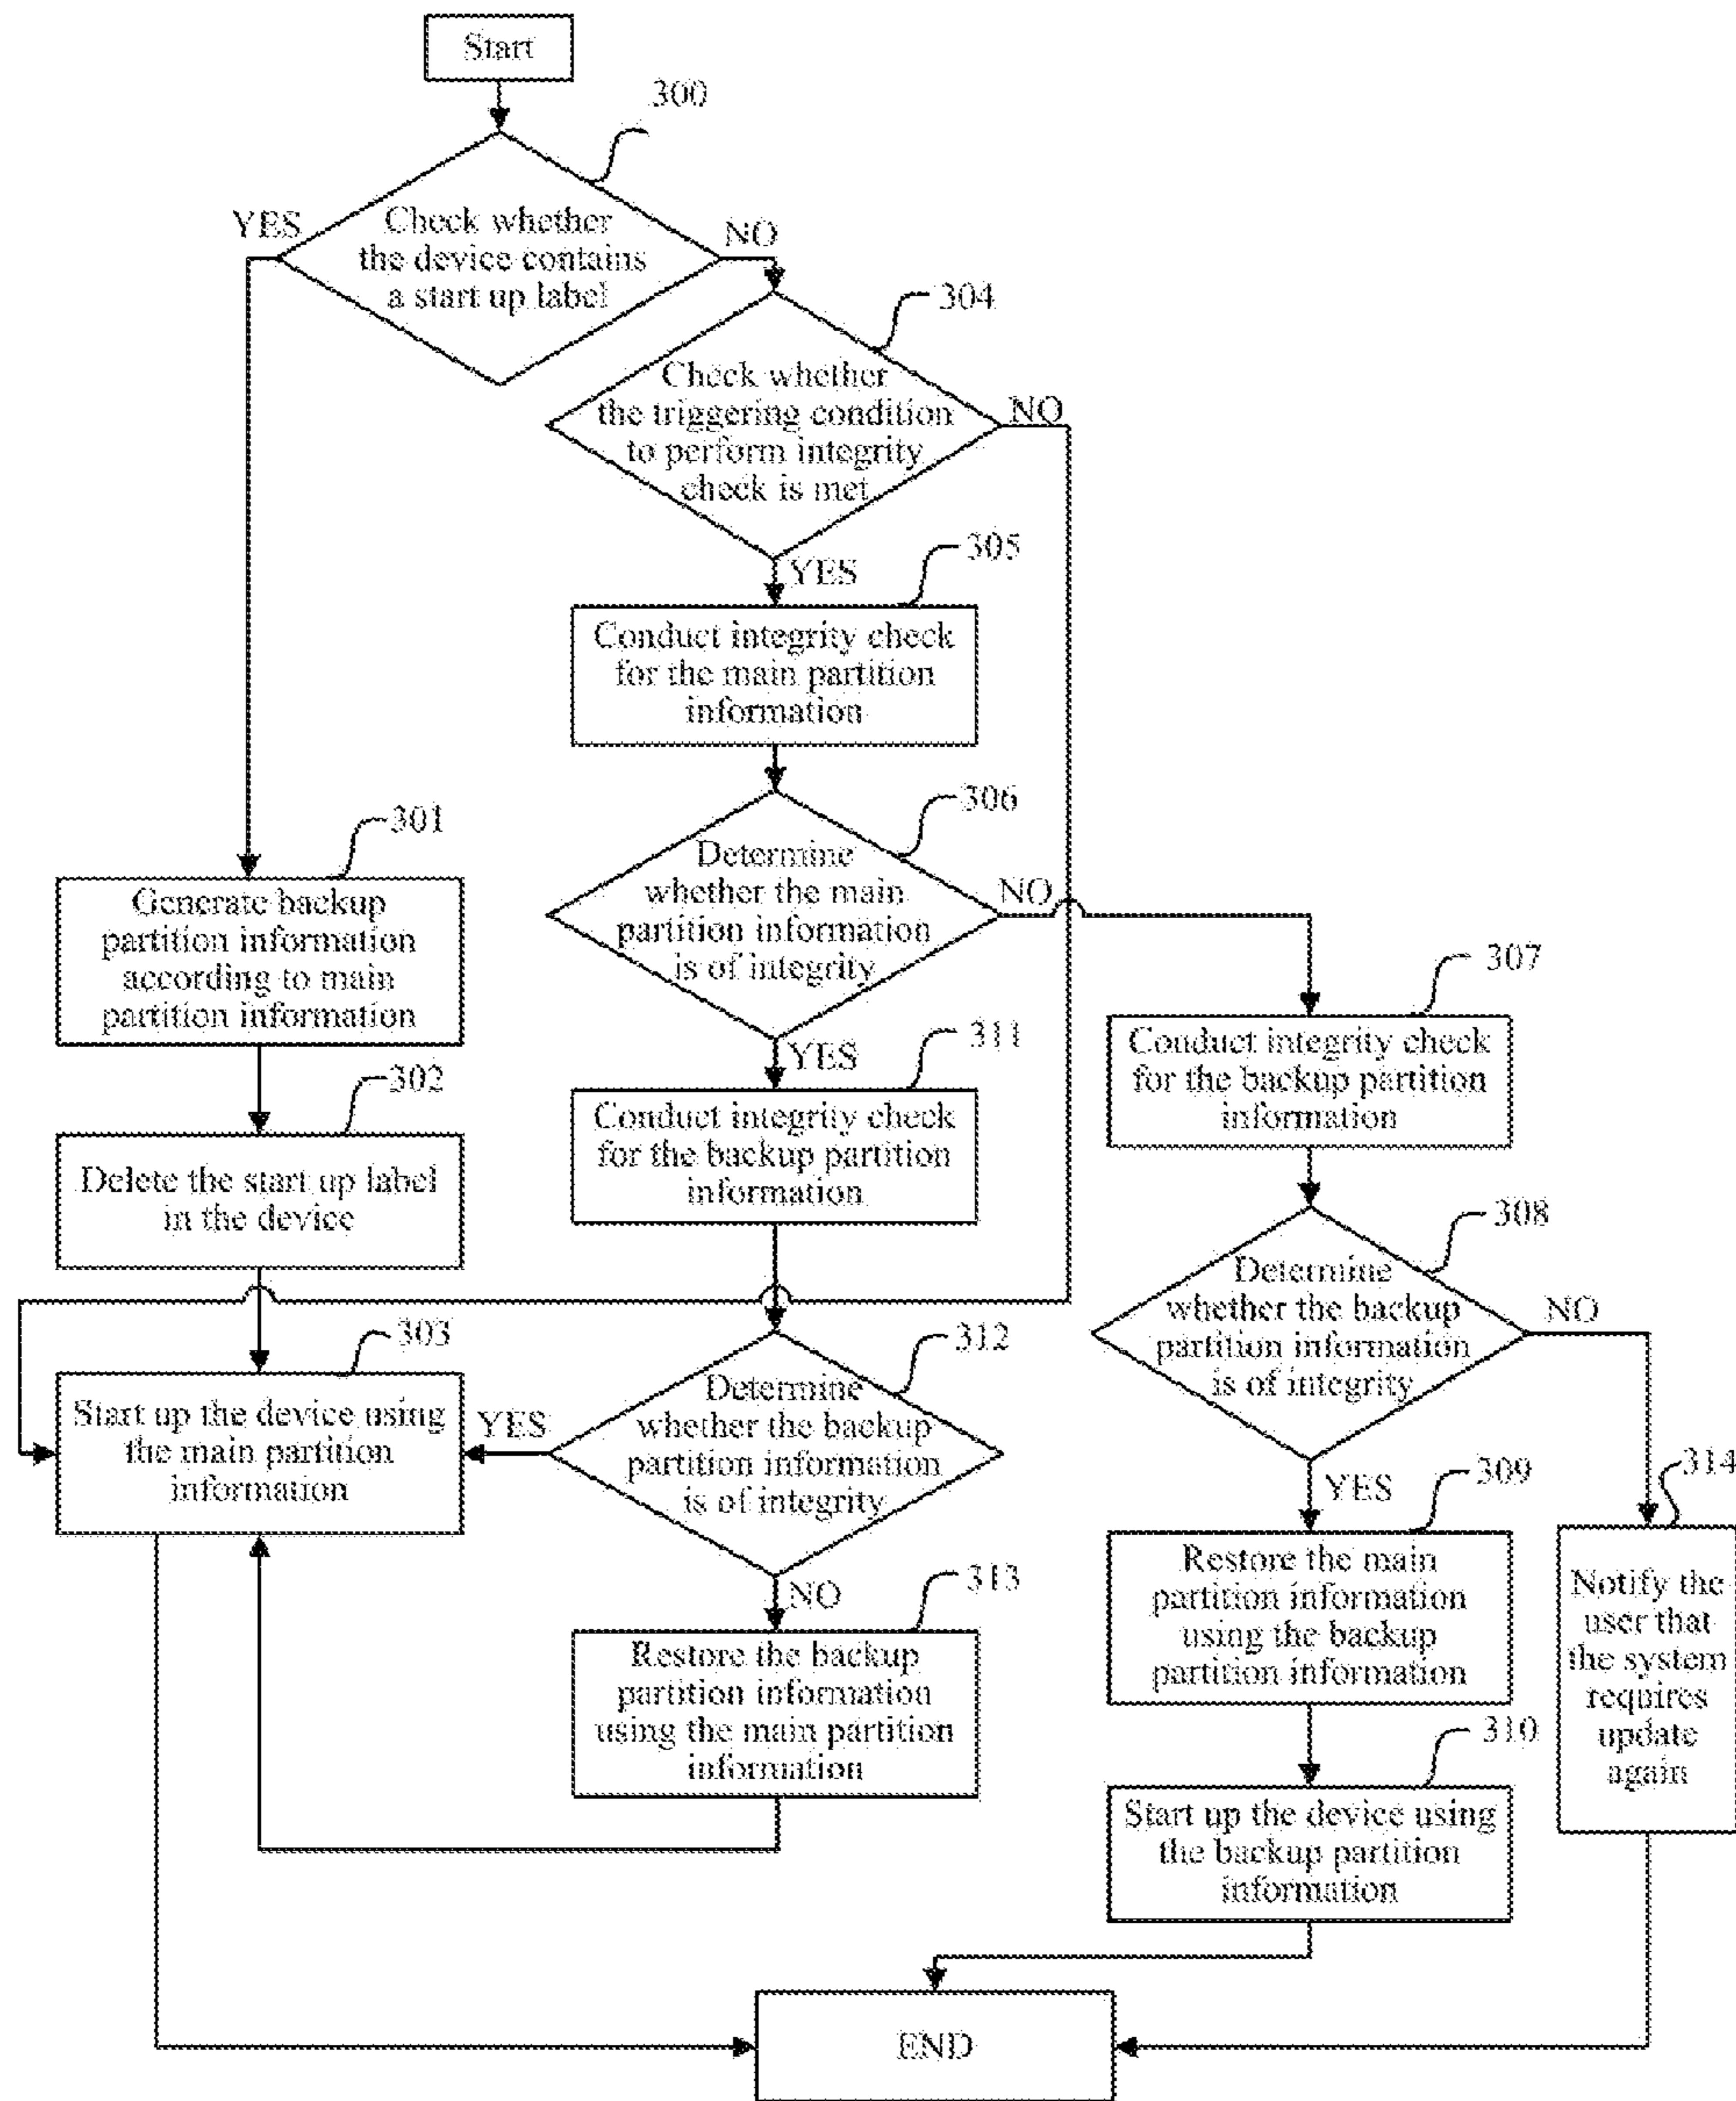 Start
300
YES
Check whether
the device contains
a start up label
NO
304
Check whether
the triggering condition
to perform integrity
check is met
NO
YES
305
Conduct integrity check
for the main partition
information
306
Determine
whether the main
partition information
is of integrity
NO
YES
301
Generate backup
partition information
according to main
partition information
302
Delete the start up label
in the device
303
Start up the device using
the main partition
information
311
Conduct integrity check
for the backup partition
information
312
Determine
whether the backup
partition information
is of integrity
YES
NO
313
Restore the backup
partition information
using the main partition
information
307
Conduct integrity check
for the backup partition
information
308
Determine
whether the backup
partition information
is of integrity
NO
YES
309
Restore the main
partition information
using the backup
partition information
310
Start up the device using
the backup partition
information
314
Notify the
user that
the system
requires
update
again
END